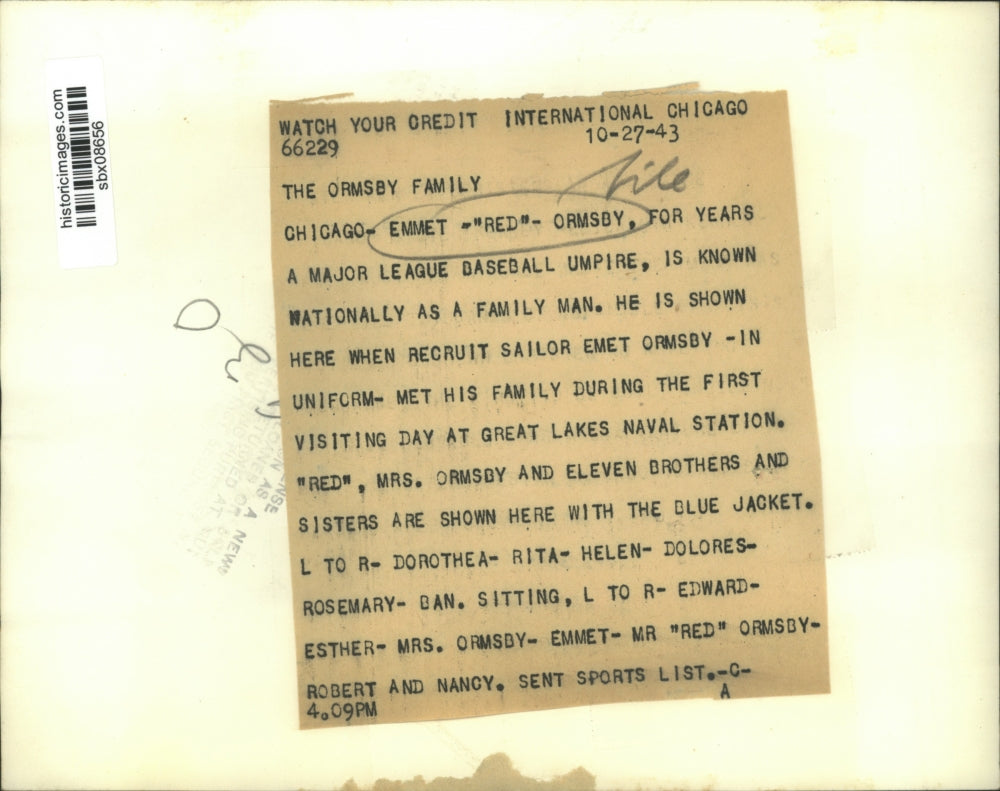 historicimages.com
sbx08656
WATCH YOUR CREDIT INTERNATIONAL CHICAGO
66229 10-27-43
file
THE ORMSBY FAMILY
CHICAGO- EMMET -"RED"- ORMSBY, FOR YEARS
A MAJOR LEAGUE BASEBALL UMPIRE, IS KNOWN
NATIONALLY AS A FAMILY MAN. HE IS SHOWN
HERE WHEN RECRUIT SAILOR EMET ORMSBY -IN
UNIFORM- MET HIS FAMILY DURING THE FIRST
VISITING DAY AT GREAT LAKES NAVAL STATION.
"RED", MRS. ORMSBY AND ELEVEN BROTHERS AND
SISTERS ARE SHOWN HERE WITH THE BLUE JACKET.
L TO R- DOROTHEA- RITA- HELEN- DOLORES-
ROSEMARY- BAN. SITTING, L TO R- EDWARD-
ESTHER- MRS. ORMSBY- EMMET- MR "RED" ORMSBY-
ROBERT AND NANCY. SENT SPORTS LIST.-C-
4.09PM A